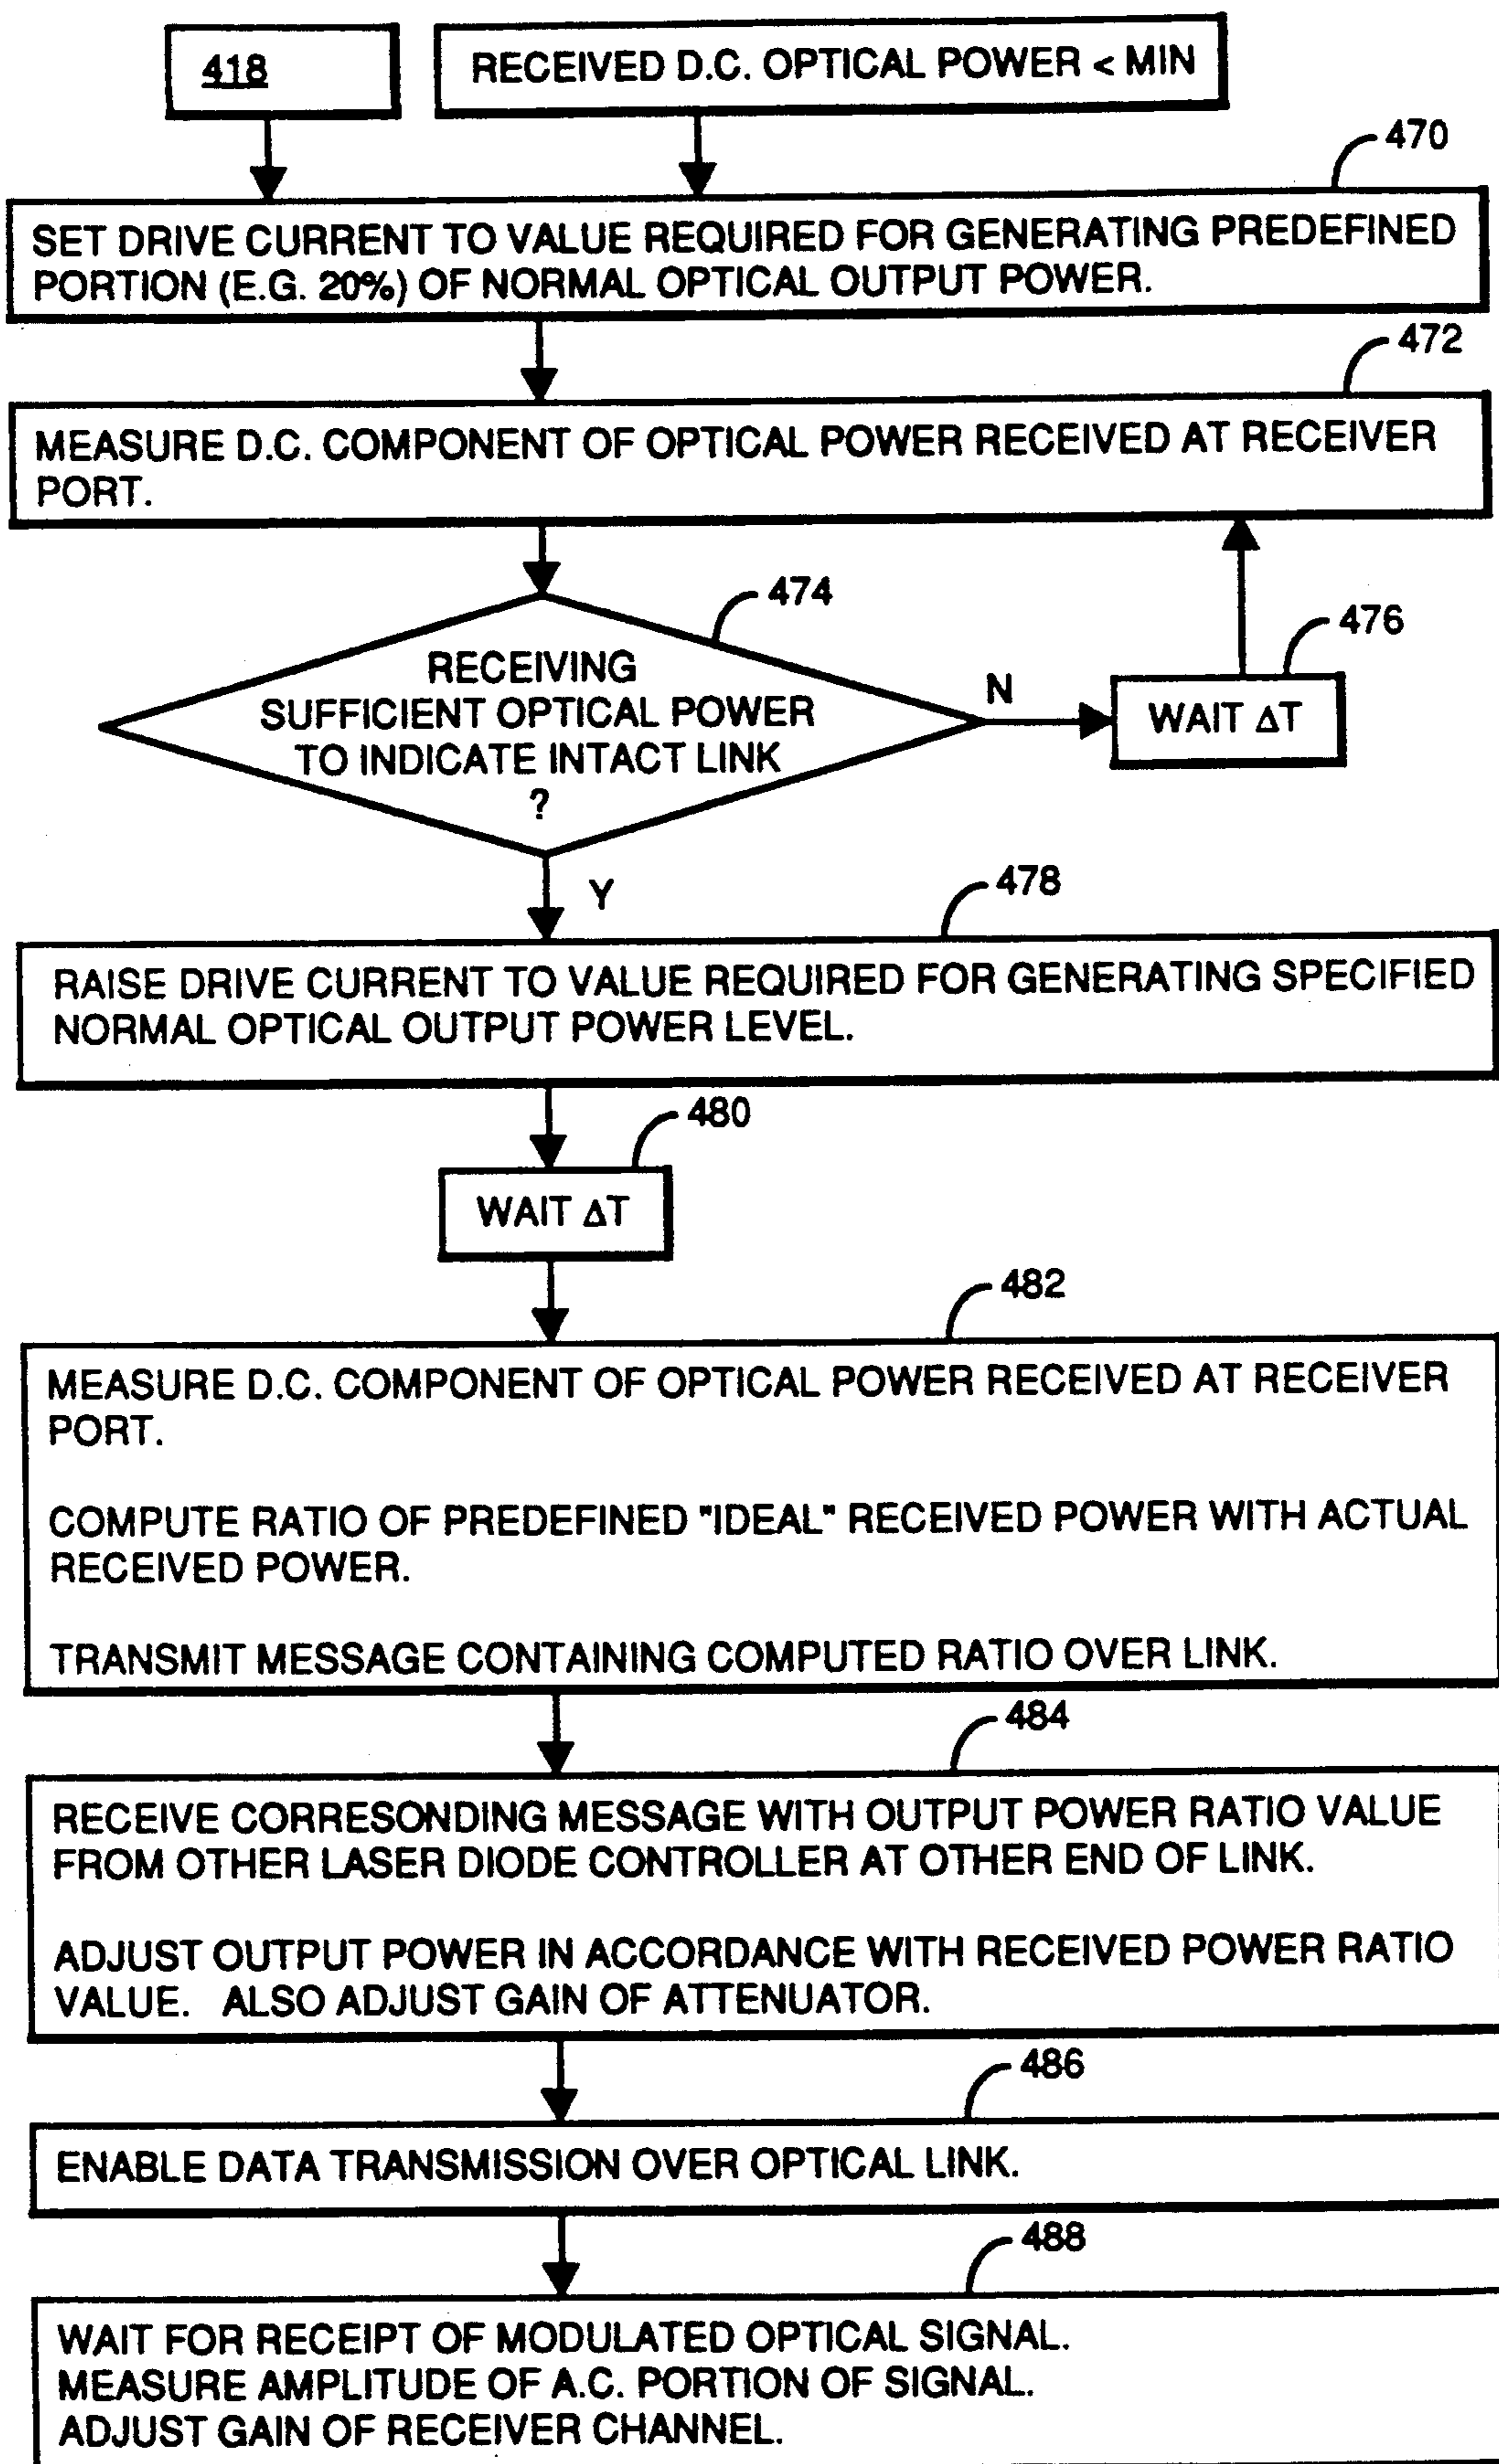 418
RECEIVED D.C. OPTICAL POWER < MIN
470
SET DRIVE CURRENT TO VALUE REQUIRED FOR GENERATING PREDEFINED
PORTION (E.G. 20%) OF NORMAL OPTICAL OUTPUT POWER.
472
MEASURE D.C. COMPONENT OF OPTICAL POWER RECEIVED AT RECEIVER
PORT.
474
RECEIVING
SUFFICIENT OPTICAL POWER
TO INDICATE INTACT LINK
?
N
476
WAIT ΔT
Y
478
RAISE DRIVE CURRENT TO VALUE REQUIRED FOR GENERATING SPECIFIED
NORMAL OPTICAL OUTPUT POWER LEVEL.
480
WAIT ΔT
482
MEASURE D.C. COMPONENT OF OPTICAL POWER RECEIVED AT RECEIVER
PORT.
COMPUTE RATIO OF PREDEFINED "IDEAL" RECEIVED POWER WITH ACTUAL
RECEIVED POWER.
TRANSMIT MESSAGE CONTAINING COMPUTED RATIO OVER LINK.
484
RECEIVE CORRESONDING MESSAGE WITH OUTPUT POWER RATIO VALUE
FROM OTHER LASER DIODE CONTROLLER AT OTHER END OF LINK.
ADJUST OUTPUT POWER IN ACCORDANCE WITH RECEIVED POWER RATIO
VALUE. ALSO ADJUST GAIN OF ATTENUATOR.
486
ENABLE DATA TRANSMISSION OVER OPTICAL LINK.
488
WAIT FOR RECEIPT OF MODULATED OPTICAL SIGNAL.
MEASURE AMPLITUDE OF A.C. PORTION OF SIGNAL.
ADJUST GAIN OF RECEIVER CHANNEL.